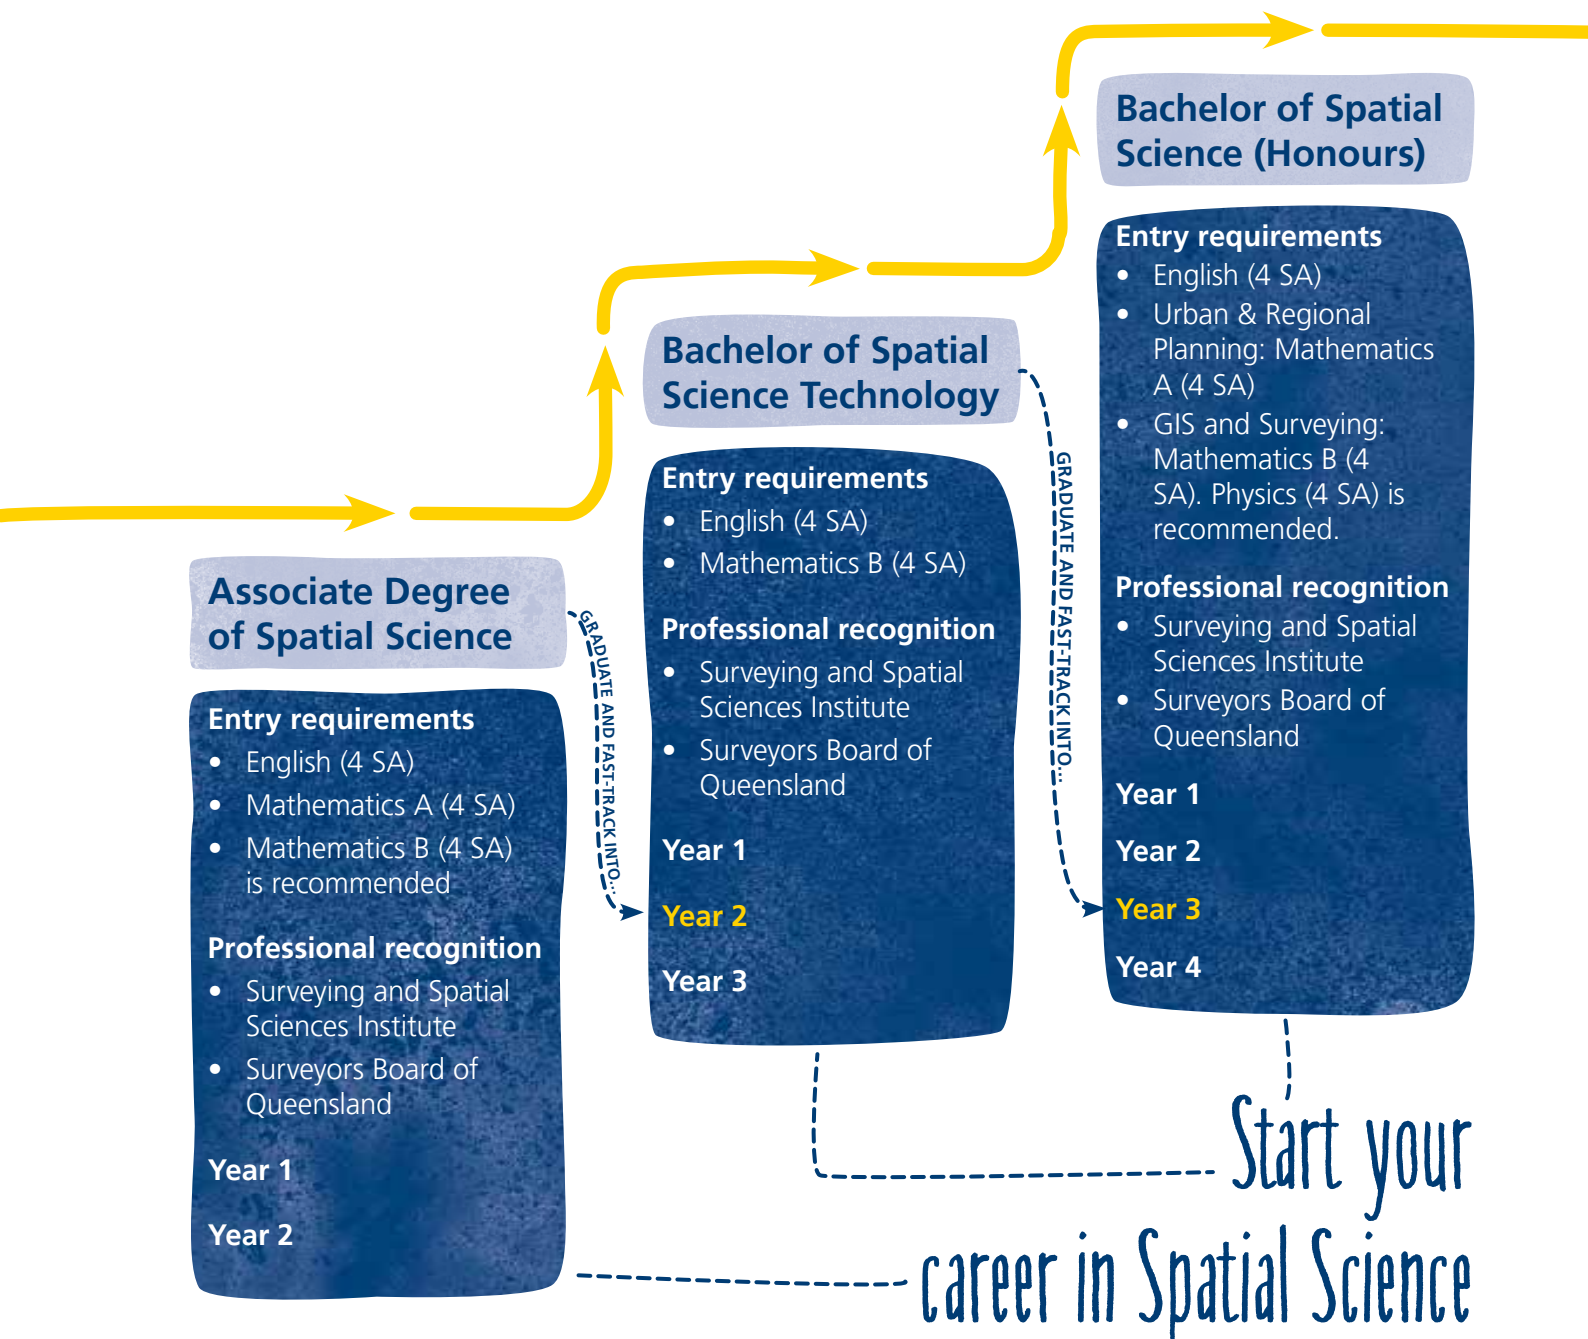 Associate Degree
of Spatial Science
Entry requirements
• English (4 SA)
• Mathematics A (4 SA)
• Mathematics B (4 SA)
is recommended
Professional recognition
• Surveying and Spatial
Sciences Institute
• Surveyors Board of
Queensland
Year 1
Year 2
GRADUATE AND FAST-TRACK INTO...
Bachelor of Spatial
Science Technology
Entry requirements
• English (4 SA)
• Mathematics B (4 SA)
Professional recognition
• Surveying and Spatial
Sciences Institute
• Surveyors Board of
Queensland
Year 1
Year 2
Year 3
GRADUATE AND FAST-TRACK INTO...
Bachelor of Spatial
Science (Honours)
Entry requirements
• English (4 SA)
• Urban & Regional
Planning: Mathematics
A (4 SA)
• GIS and Surveying:
Mathematics B (4
SA). Physics (4 SA) is
recommended.
Professional recognition
• Surveying and Spatial
Sciences Institute
• Surveyors Board of
Queensland
Year 1
Year 2
Year 3
Year 4
Start your
career in Spatial Science